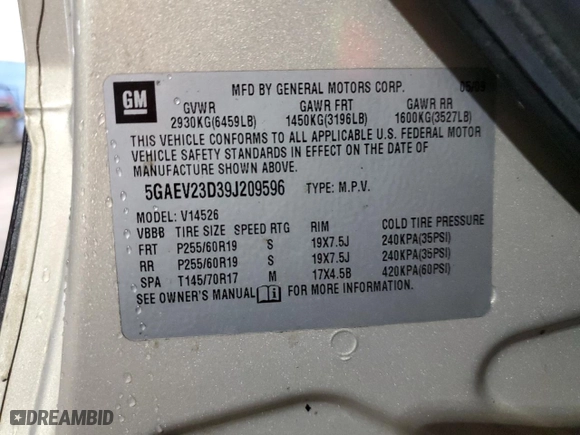 GM
MFD BY GENERAL MOTORS CORP.
GVWR GAWR FRT GAWR RR
2930KG(6459LB) 1450KG(3196LB) 1600KG(3527LB)
THIS VEHICLE CONFORMS TO ALL APPLICABLE U.S. FEDERAL MOTOR
VEHICLE SAFETY STANDARDS IN EFFECT ON THE DATE OF
MANUFACTURE SHOWN ABOVE.
5GAEV23D39J209596 TYPE: M.P.V.
MODEL: V14526
TIRE SIZE SPEED RTG RIM COLD TIRE PRESSURE
FRT P255/60R19 S 19X7.5J 240KPA(35PSI)
RR P255/60R19 S 19X7.5J 240KPA(35PSI)
SPA T145/70R17 M 17X4.5B 420KPA(60PSI)
SEE OWNER'S MANUAL FOR MORE INFORMATION.
DREAMBID